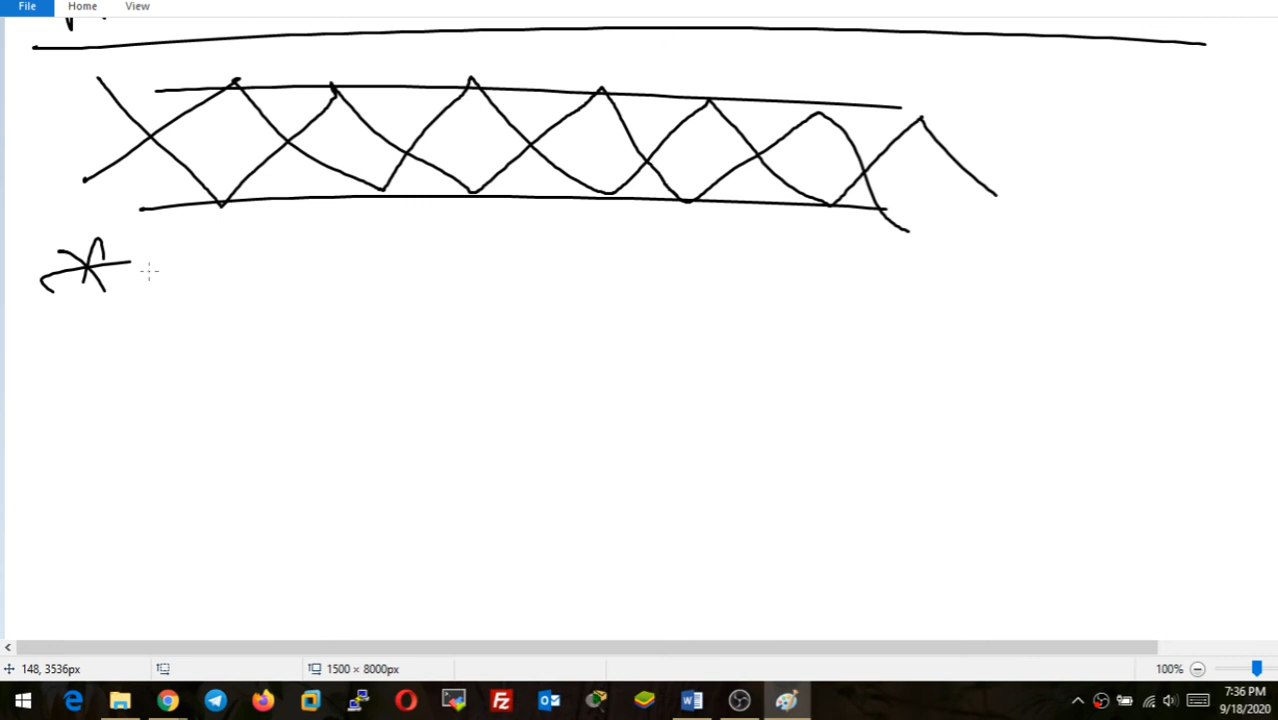 File Home View
*
148, 3536px 1500 × 8000px 100%
7:36 PM
9/18/2020